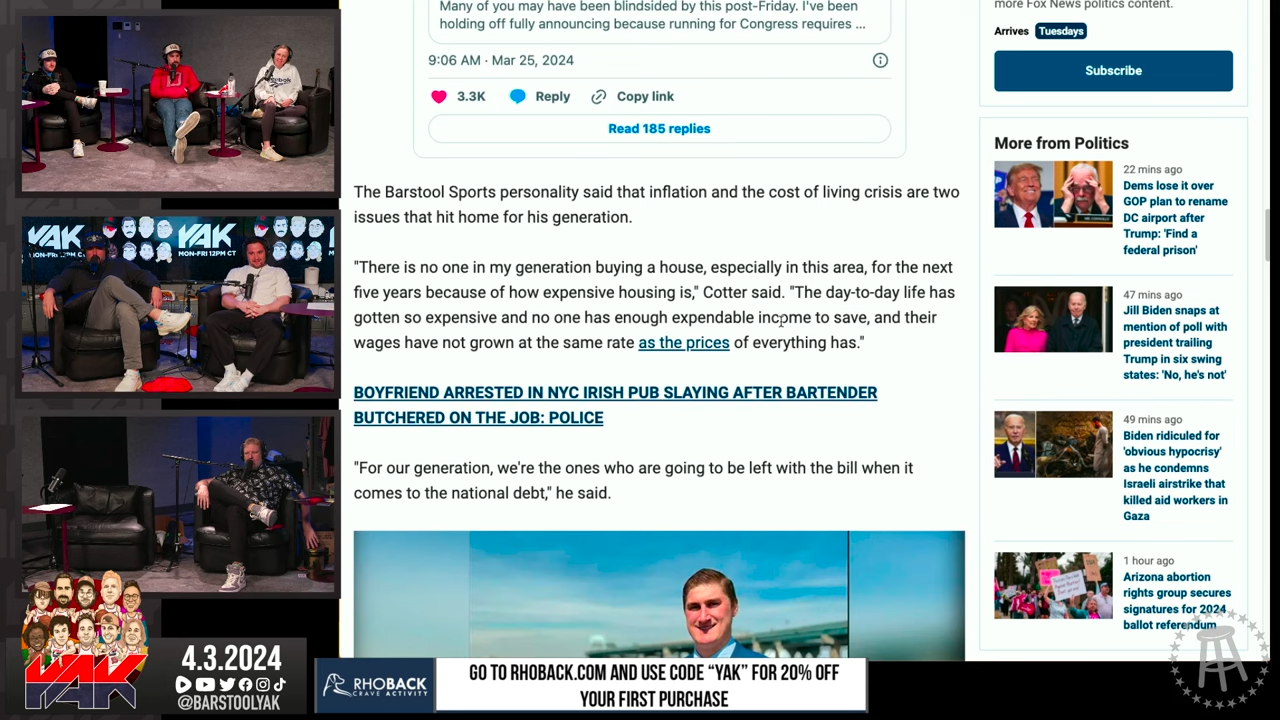 Many of you may have been blindsided by this post-Friday. I've been
holding off fully announcing because running for Congress requires ...
9:06 AM · Mar 25, 2024
3.3K
Reply
Copy link
Read 185 replies
The Barstool Sports personality said that inflation and the cost of living crisis are two
issues that hit home for his generation.
"There is no one in my generation buying a house, especially in this area, for the next
five years because of how expensive housing is," Cotter said. "The day-to-day life has
gotten so expensive and no one has enough expendable income to save, and their
wages have not grown at the same rate as the prices of everything has."
BOYFRIEND ARRESTED IN NYC IRISH PUB SLAYING AFTER BARTENDER
BUTCHERED ON THE JOB: POLICE
"For our generation, we're the ones who are going to be left with the bill when it
comes to the national debt," he said.
more Fox News politics content.
Arrives Tuesdays
Subscribe
More from Politics
22 mins ago
Dems lose it over
GOP plan to rename
DC airport after
Trump: 'Find a
federal prison'
47 mins ago
Jill Biden snaps at
mention of poll with
president trailing
Trump in six swing
states: 'No, he's not'
49 mins ago
Biden ridiculed for
'obvious hypocrisy'
as he condemns
Israeli airstrike that
killed aid workers in
Gaza
1 hour ago
Arizona abortion
rights group secures
signatures for 2024
ballot referendum
YAK
MON-FRI 12PM CT
YAK
MON-FRI 12PM CT
YAK
4.3.2024
@BARSTOOLYAK
RHOBACK
CRAVE ACTIVITY
GO TO RHOBACK.COM AND USE CODE “YAK” FOR 20% OFF
YOUR FIRST PURCHASE